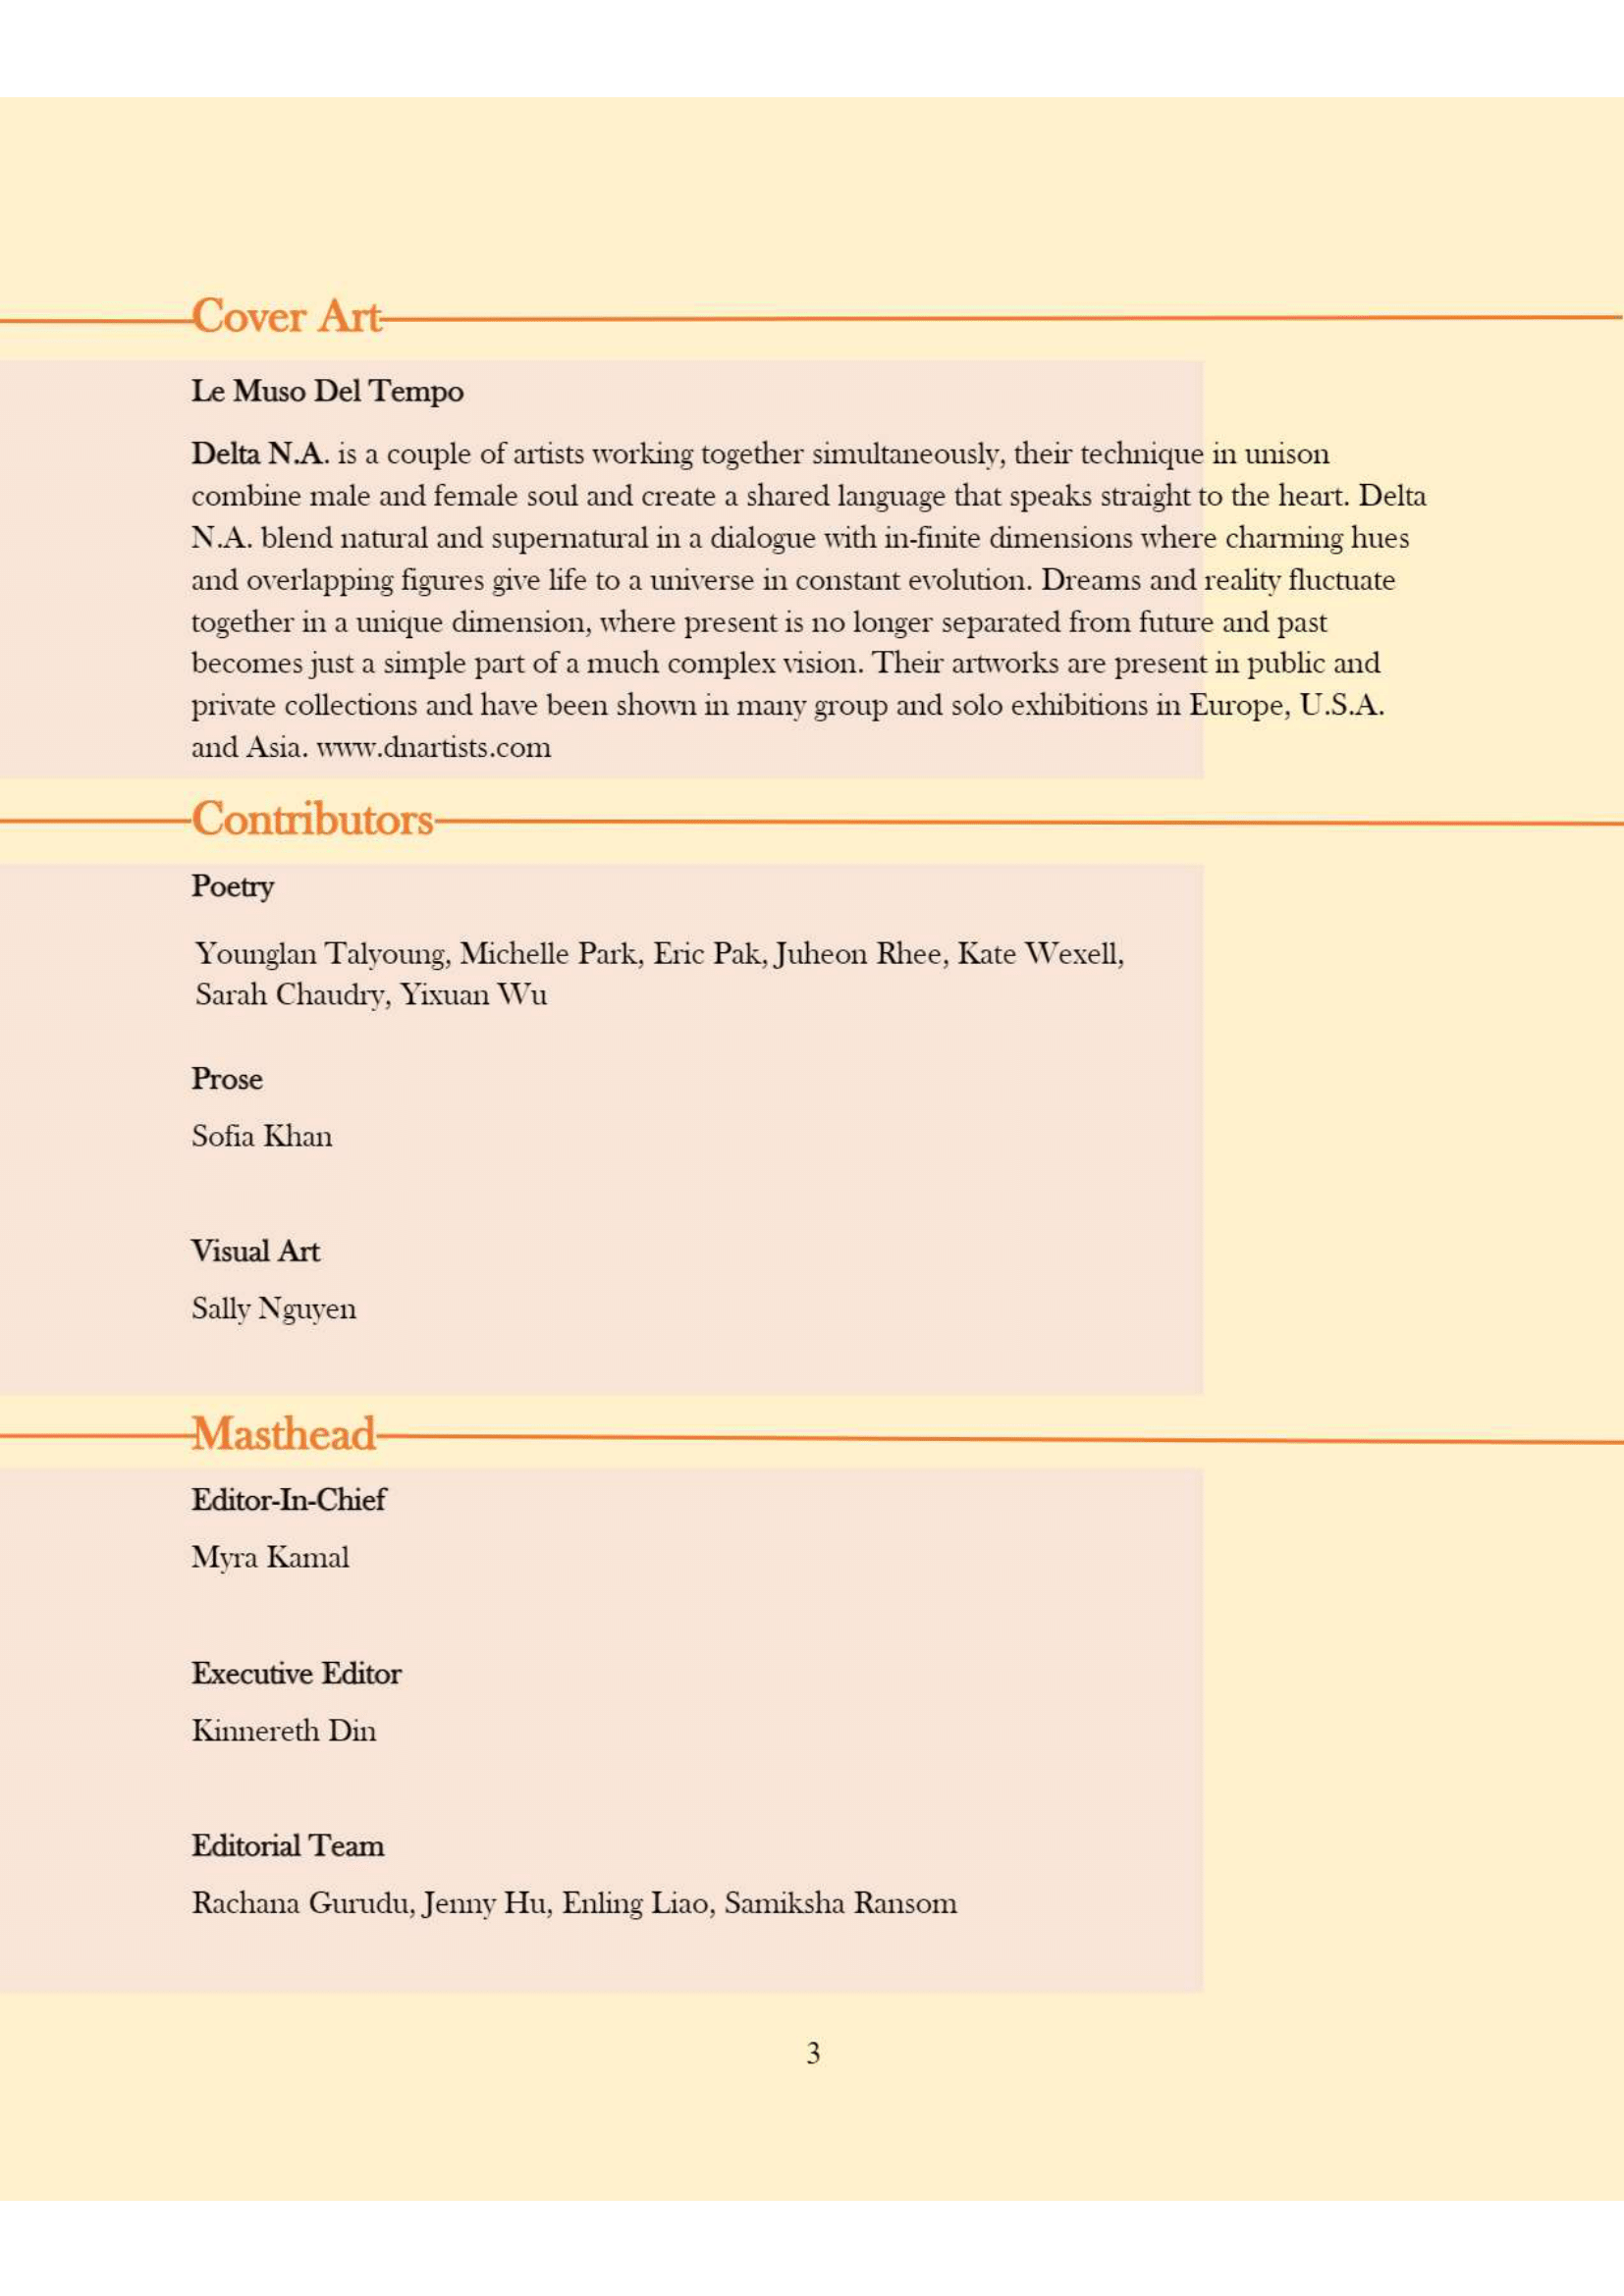 Cover Art
Le Muso Del Tempo
Delta N.A. is a couple of artists working together simultaneously, their technique in unison
combine male and female soul and create a shared language that speaks straight to the heart. Delta
N.A. blend natural and supernatural in a dialogue with in-finite dimensions where charming hues
and overlapping figures give life to a universe in constant evolution. Dreams and reality fluctuate
together in a unique dimension, where present is no longer separated from future and past
becomes just a simple part of a much complex vision. Their artworks are present in public and
private collections and have been shown in many group and solo exhibitions in Europe, U.S.A.
and Asia. www.dnartists.com
Contributors
Poetry
Younglan Talyoung, Michelle Park, Eric Pak, Juheon Rhee, Kate Wexell,
Sarah Chaudry, Yixuan Wu
Prose
Sofia Khan
Visual Art
Sally Nguyen
Masthead
Editor-In-Chief
Myra Kamal
Executive Editor
Kinnereth Din
Editorial Team
Rachana Gurudu, Jenny Hu, Enling Liao, Samiksha Ransom
3